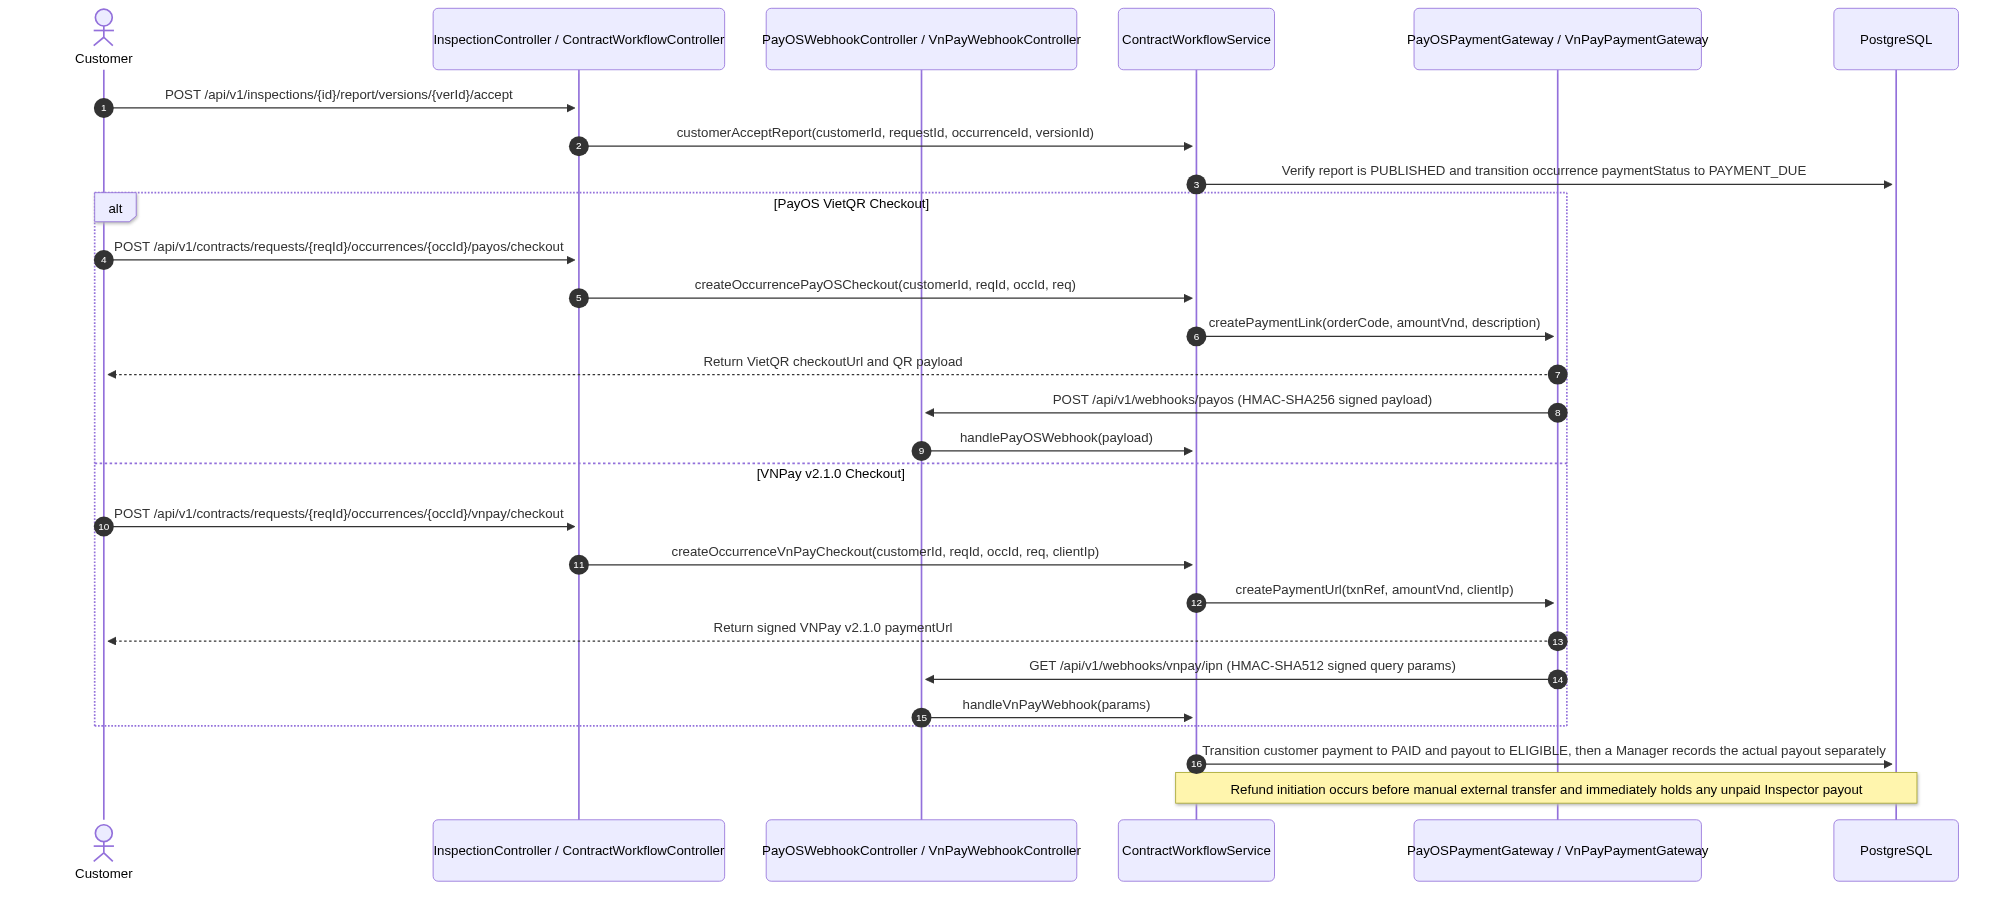 Customer
InspectionController / ContractWorkflowController
PayOSWebhookController / VnPayWebhookController
ContractWorkflowService
PayOSPaymentGateway / VnPayPaymentGateway
PostgreSQL
POST /api/v1/inspections/{id}/report/versions/{verId}/accept
1
customerAcceptReport(customerId, requestId, occurrenceId, versionId)
2
Verify report is PUBLISHED and transition occurrence paymentStatus to PAYMENT_DUE
3
alt
[PayOS VietQR Checkout]
POST /api/v1/contracts/requests/{reqId}/occurrences/{occId}/payos/checkout
4
createOccurrencePayOSCheckout(customerId, reqId, occId, req)
5
createPaymentLink(orderCode, amountVnd, description)
6
Return VietQR checkoutUrl and QR payload
7
POST /api/v1/webhooks/payos (HMAC-SHA256 signed payload)
8
handlePayOSWebhook(payload)
9
[VNPay v2.1.0 Checkout]
POST /api/v1/contracts/requests/{reqId}/occurrences/{occId}/vnpay/checkout
10
createOccurrenceVnPayCheckout(customerId, reqId, occId, req, clientIp)
11
createPaymentUrl(txnRef, amountVnd, clientIp)
12
Return signed VNPay v2.1.0 paymentUrl
13
GET /api/v1/webhooks/vnpay/ipn (HMAC-SHA512 signed query params)
14
handleVnPayWebhook(params)
15
Transition customer payment to PAID and payout to ELIGIBLE, then a Manager records the actual payout separately
16
Refund initiation occurs before manual external transfer and immediately holds any unpaid Inspector payout
Customer
InspectionController / ContractWorkflowController
PayOSWebhookController / VnPayWebhookController
ContractWorkflowService
PayOSPaymentGateway / VnPayPaymentGateway
PostgreSQL